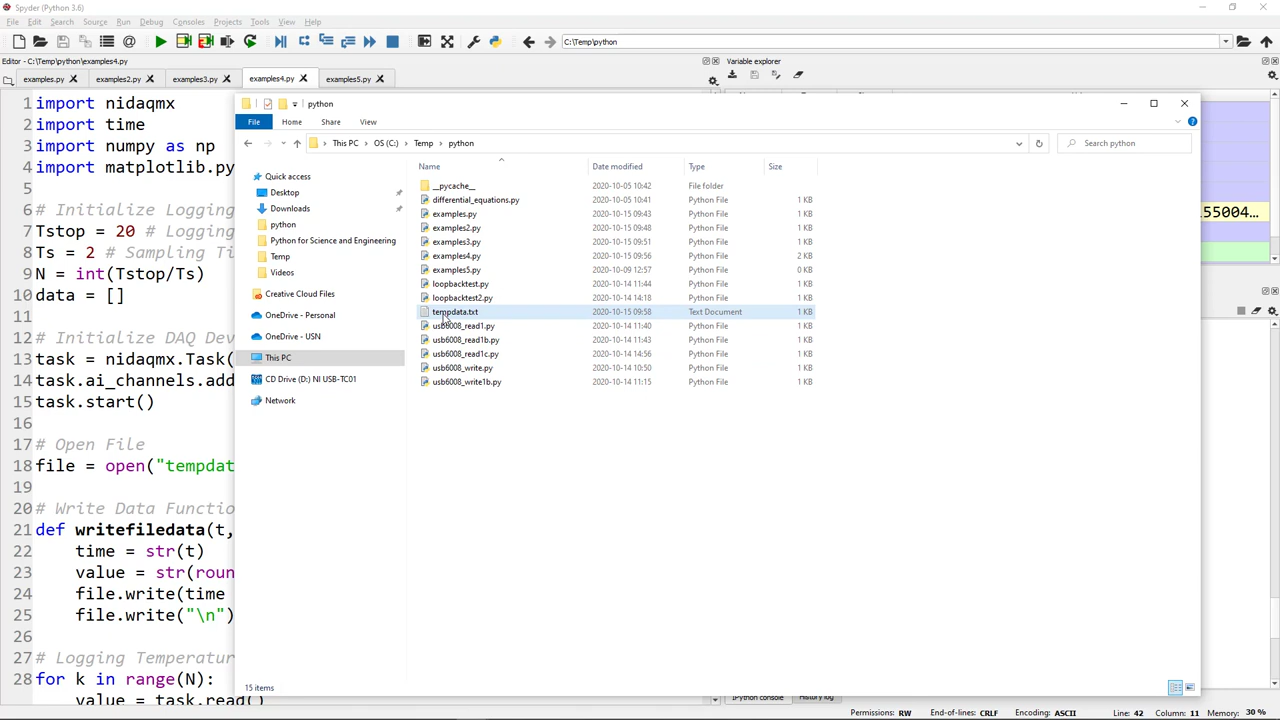 Spyder (Python 3.6)
File Edit Search Source Run Debug Consoles Projects Tools View Help
C:\Temp\python
Editor - C:\Temp\python\examples4.py
Variable explorer
examples.py examples2.py examples3.py examples4.py examples5.py
1 import nidaqmx
2 import time
3 import numpy as np
4 import matplotlib.py
5
6 # Initialize Logging
7 Tstop = 20 # Logging
8 Ts = 2 # Sampling Ti
9 N = int(Tstop/Ts)
10 data = []
11
12 # Initialize DAQ Dev
13 task = nidaqmx.Task(
14 task.ai_channels.add
15 task.start()
16
17 # Open File
18 file = open("tempdat
19
20 # Write Data Functio
21 def writefiledata(t,
22 time = str(t)
23 value = str(roun
24 file.write(time
25 file.write("\n")
26
27 # Logging Temperatur
28 for k in range(N):
value = task.read()
55004...
python
File Home Share View
This PC > OS (C:) > Temp > python
Search python
Quick access
Desktop
Downloads
python
Python for Science and Engineering
Temp
Videos
Creative Cloud Files
OneDrive - Personal
OneDrive - USN
This PC
CD Drive (D:) NI USB-TC01
Network
Name Date modified Type Size
__pycache__ 2020-10-05 10:42 File folder
differential_equations.py 2020-10-05 10:41 Python File 1 KB
examples.py 2020-10-15 09:43 Python File 1 KB
examples2.py 2020-10-15 09:48 Python File 1 KB
examples3.py 2020-10-15 09:51 Python File 1 KB
examples4.py 2020-10-15 09:56 Python File 2 KB
examples5.py 2020-10-09 12:57 Python File 0 KB
loopbacktest.py 2020-10-14 11:44 Python File 1 KB
loopbacktest2.py 2020-10-14 14:18 Python File 1 KB
tempdata.txt 2020-10-15 09:58 Text Document 1 KB
usb6008_read1.py 2020-10-14 11:40 Python File 1 KB
usb6008_read1b.py 2020-10-14 11:43 Python File 1 KB
usb6008_read1c.py 2020-10-14 14:56 Python File 1 KB
usb6008_write.py 2020-10-14 10:50 Python File 1 KB
usb6008_write1b.py 2020-10-14 11:15 Python File 1 KB
15 items
IPython console History log
Permissions: RW End-of-lines: CRLF Encoding: ASCII Line: 42 Column: 11 Memory: 30 %